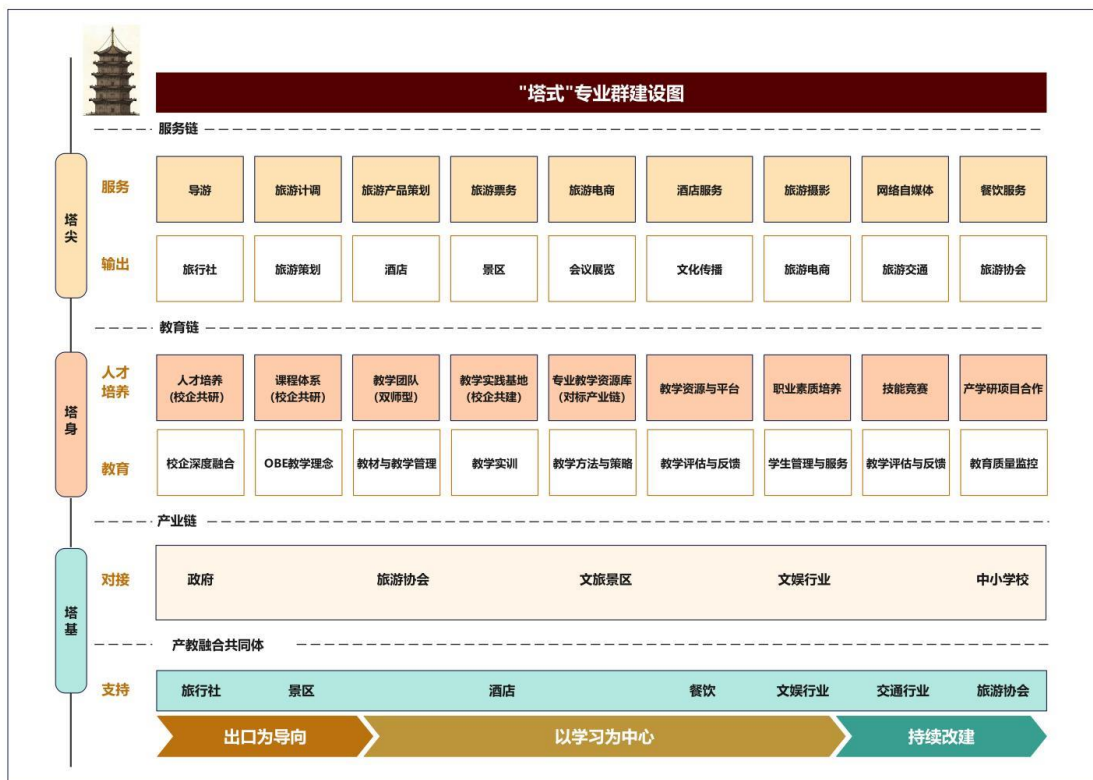 "塔式"专业群建设图
服务链
塔尖
服务
导游
旅游计调
旅游产品策划
旅游票务
旅游电商
酒店服务
旅游摄影
网络自媒体
餐饮服务
输出
旅行社
旅游策划
酒店
景区
会议展览
文化传播
旅游电商
旅游交通
旅游协会
教育链
塔身
人才
培养
人才培养
(校企共研)
课程体系
(校企共研)
教学团队
(双师型)
教学实践基地
(校企共建)
专业教学资源库
(对标产业链)
教学资源与平台
职业素质培养
技能竞赛
产学研项目合作
教育
校企深度融合
OBE教学理念
教材与教学管理
教学实训
教学方法与策略
教学评估与反馈
学生管理与服务
教学评估与反馈
教育质量监控
产业链
塔基
对接
政府
旅游协会
文旅景区
文娱行业
中小学校
产教融合共同体
支持
旅行社
景区
酒店
餐饮
文娱行业
交通行业
旅游协会
出口为导向
以学习为中心
持续改建